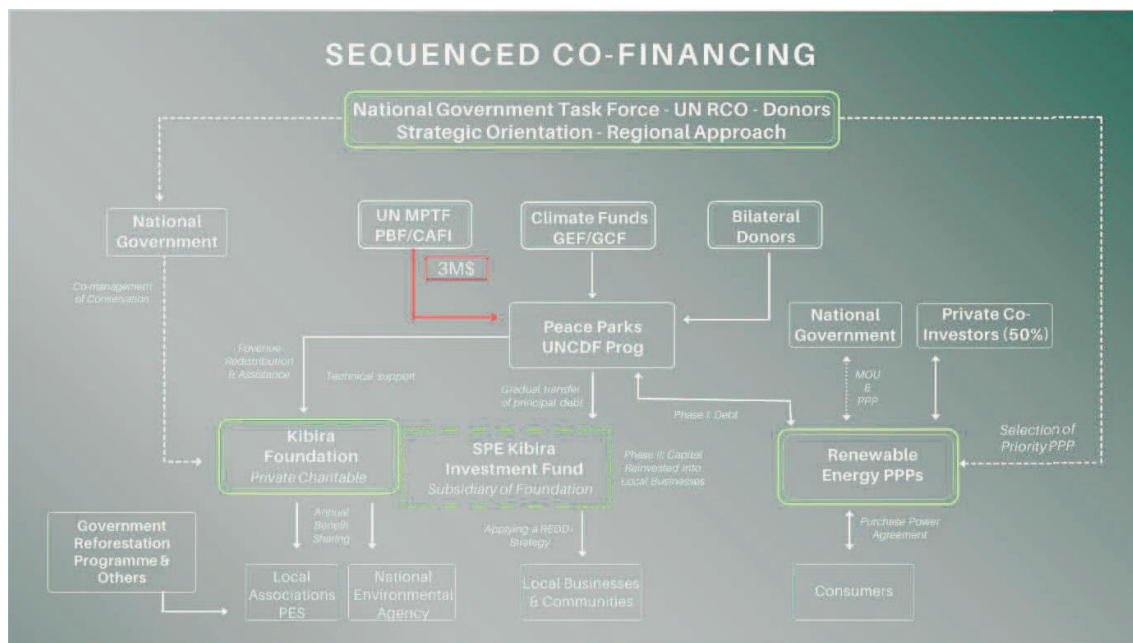 SEQUENCED CO-FINANCING
National Government Task Force - UN RCO - Donors
Strategic Orientation - Regional Approach
National
Government
UN MPTF
PBF/CAFI
Climate Funds
GEF/GCF
Bilateral
Donors
3M$
Co-management
of Conservation
Peace Parks
UNCDF Prog
National
Government
Private Co-
Investors (50%)
Revenue
Redistribution
& Assistance
Technical support
Gradual transfer
of principal debt
MOU
&
PPP
Phase I: Debt
Selection of
Priority PPP
Kibira
Foundation
Private Charitable
SPE Kibira
Investment Fund
Subsidiary of Foundation
Phase II: Capital
Reinvested into
Local Businesses
Renewable
Energy PPPs
Annual
Benefit
Sharing
Applying a REDD+
Strategy
Purchase Power
Agreement
Government
Reforestation
Programme &
Others
Local
Associations
PES
National
Environmental
Agency
Local Businesses
& Communities
Consumers